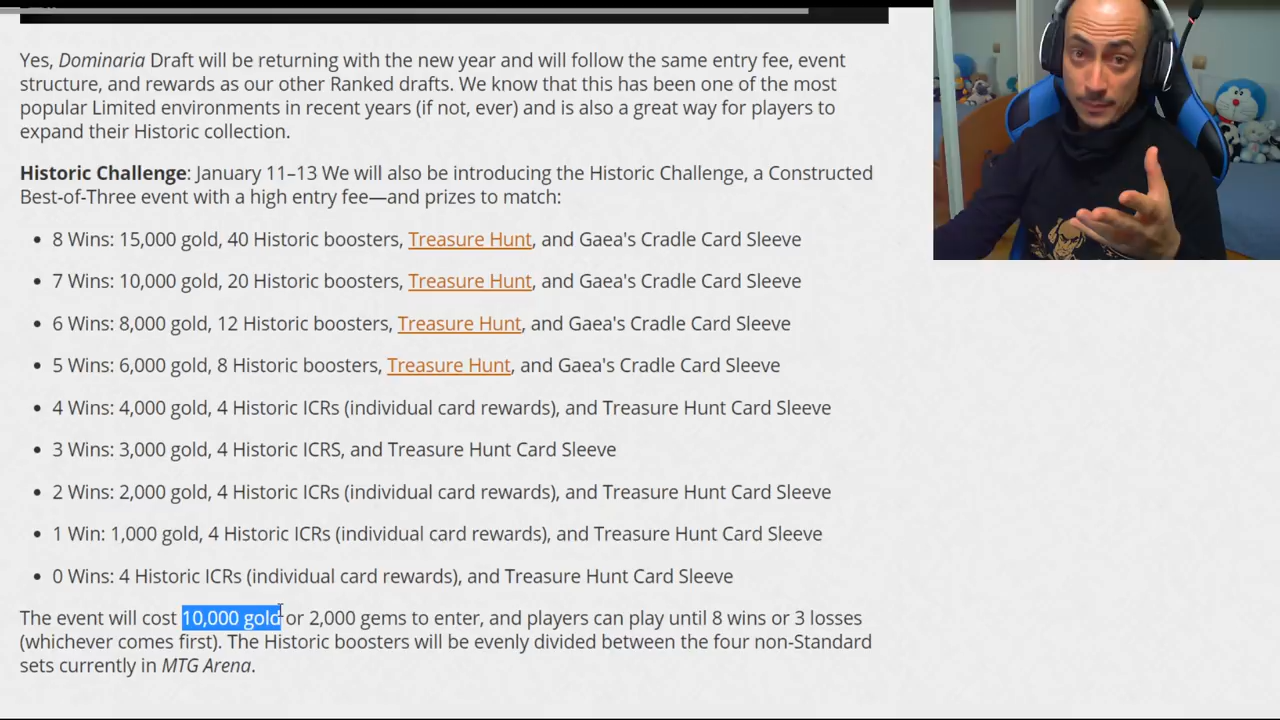 Yes, Dominaria Draft will be returning with the new year and will follow the same entry fee, event
structure, and rewards as our other Ranked drafts. We know that this has been one of the most
popular Limited environments in recent years (if not, ever) and is also a great way for players to
expand their Historic collection.
Historic Challenge: January 11–13 We will also be introducing the Historic Challenge, a Constructed
Best-of-Three event with a high entry fee—and prizes to match:
• 8 Wins: 15,000 gold, 40 Historic boosters, Treasure Hunt, and Gaea's Cradle Card Sleeve
• 7 Wins: 10,000 gold, 20 Historic boosters, Treasure Hunt, and Gaea's Cradle Card Sleeve
• 6 Wins: 8,000 gold, 12 Historic boosters, Treasure Hunt, and Gaea's Cradle Card Sleeve
• 5 Wins: 6,000 gold, 8 Historic boosters, Treasure Hunt, and Gaea's Cradle Card Sleeve
• 4 Wins: 4,000 gold, 4 Historic ICRs (individual card rewards), and Treasure Hunt Card Sleeve
• 3 Wins: 3,000 gold, 4 Historic ICRS, and Treasure Hunt Card Sleeve
• 2 Wins: 2,000 gold, 4 Historic ICRs (individual card rewards), and Treasure Hunt Card Sleeve
• 1 Win: 1,000 gold, 4 Historic ICRs (individual card rewards), and Treasure Hunt Card Sleeve
• 0 Wins: 4 Historic ICRs (individual card rewards), and Treasure Hunt Card Sleeve
The event will cost 10,000 gold or 2,000 gems to enter, and players can play until 8 wins or 3 losses
(whichever comes first). The Historic boosters will be evenly divided between the four non-Standard
sets currently in MTG Arena.